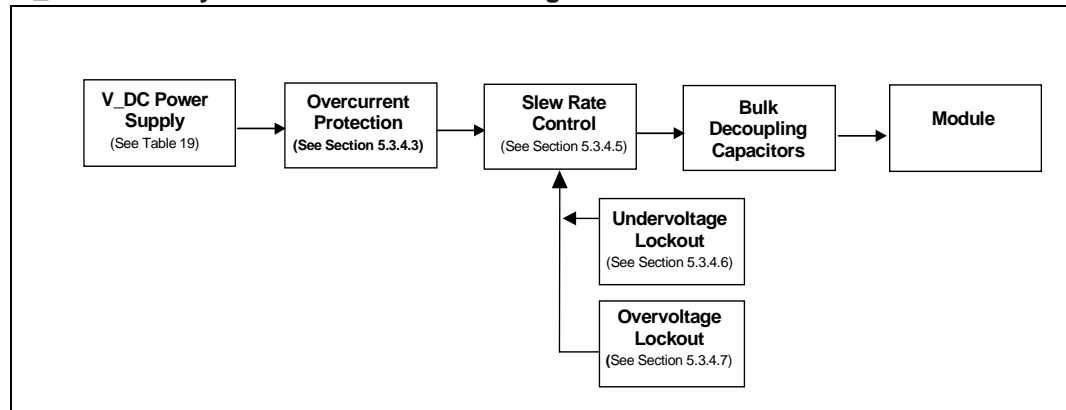 V_DC Power
Supply
(See Table 19)
Overcurrent
Protection
(See Section 5.3.4.3)
Slew Rate
Control
(See Section 5.3.4.5)
Bulk
Decoupling
Capacitors
Module
Undervoltage
Lockout
(See Section 5.3.4.6)
Overvoltage
Lockout
(See Section 5.3.4.7)